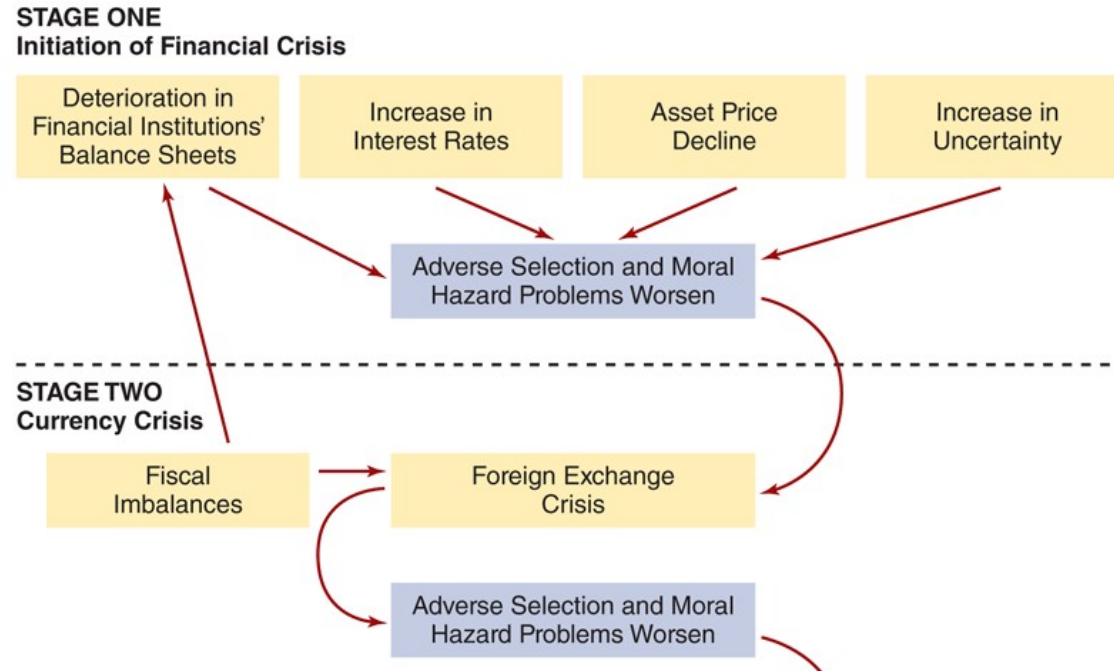 STAGE ONE
Initiation of Financial Crisis
Deterioration in
Financial Institutions’
Balance Sheets
Increase in
Interest Rates
Asset Price
Decline
Increase in
Uncertainty
Adverse Selection and Moral
Hazard Problems Worsen
STAGE TWO
Currency Crisis
Fiscal
Imbalances
Foreign Exchange
Crisis
Adverse Selection and Moral
Hazard Problems Worsen